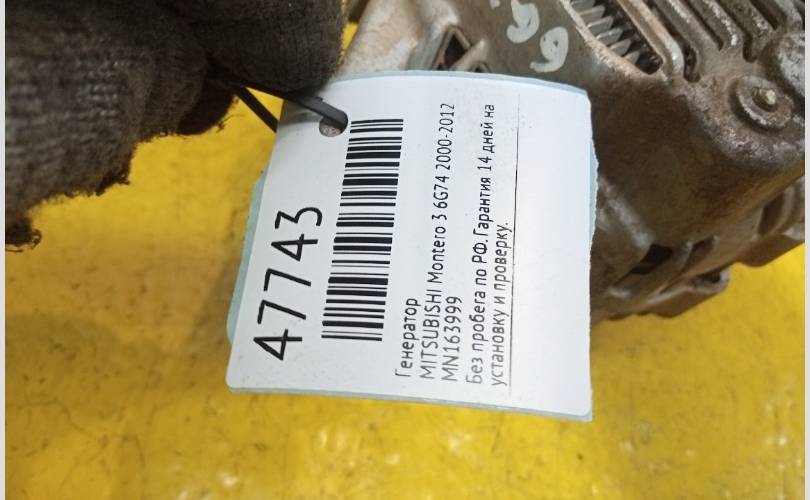 47743
Генератор
MITSUBISHI Montero 3 6G74 2000-2012
MN163999
Без пробега по РФ. Гарантия 14 дней на
установку и проверку.